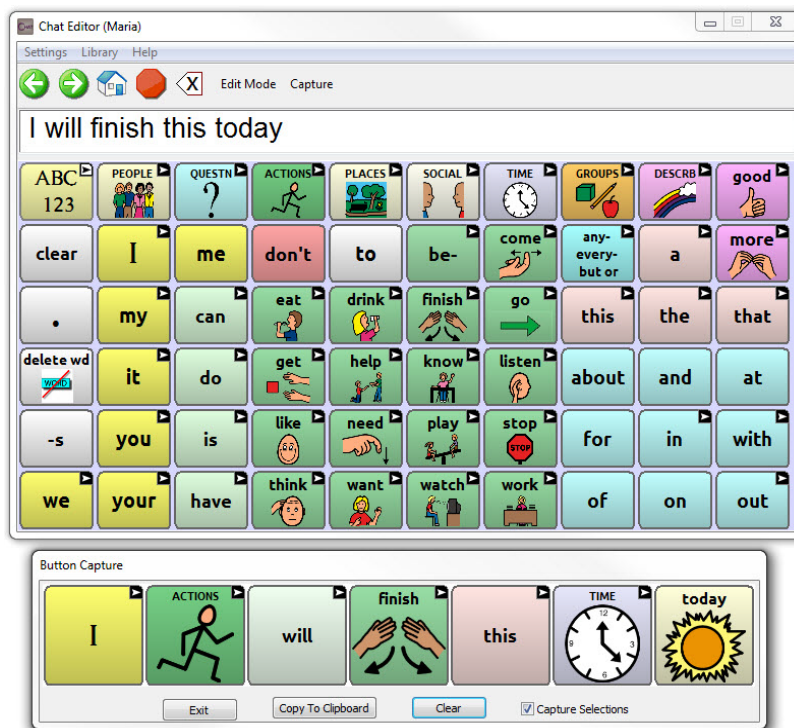 Chat Editor (Maria)
Settings Library Help
X Edit Mode Capture
I will finish this today
ABC 123 PEOPLE QUESTN ? ACTIONS PLACES SOCIAL TIME GROUPS DESCRB good
clear I me don't to be- come any- every- but or a more
. my can eat drink finish go this the that
delete wd WORD it do get help know listen about and at
-s you is like need play stop STOP for in with
we your have think want watch work of on out
Button Capture
I ACTIONS will finish this TIME 12 3 6 9 today
Exit Copy To Clipboard Clear Capture Selections